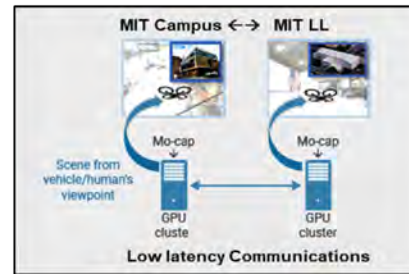 MIT Campus ←→ MIT LL
Mo-cap
Mo-cap
Scene from
vehicle/human's
viewpoint
GPU
cluste
GPU
cluster
Low latency Communications